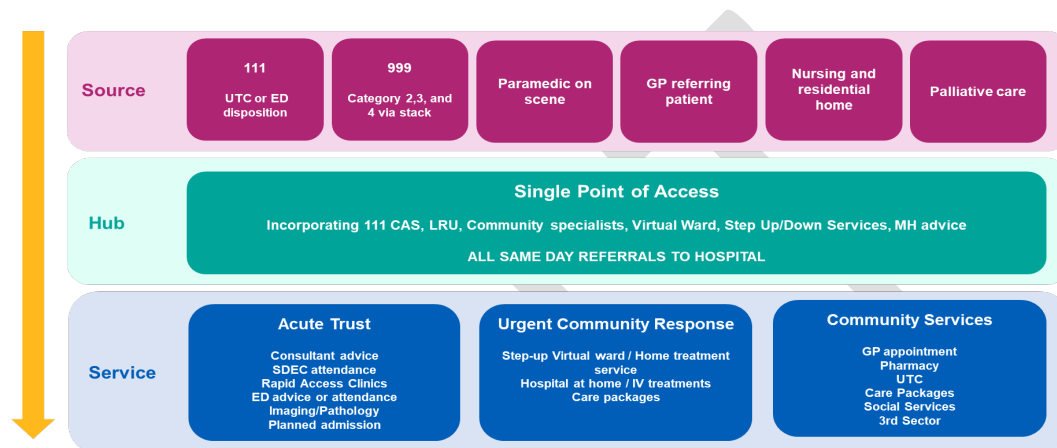 Source
111
UTC or ED
disposition
999
Category 2,3, and
4 via stack
Paramedic on
scene
GP referring
patient
Nursing and
residential
home
Palliative care
Hub
Single Point of Access
Incorporating 111 CAS, LRU, Community specialists, Virtual Ward, Step Up/Down Services, MH advice
ALL SAME DAY REFERRALS TO HOSPITAL
Service
Acute Trust
Consultant advice
SDEC attendance
Rapid Access Clinics
ED advice or attendance
Imaging/Pathology
Planned admission
Urgent Community Response
Step-up Virtual ward / Home treatment
service
Hospital at home / IV treatments
Care packages
Community Services
GP appointment
Pharmacy
UTC
Care Packages
Social Services
3rd Sector